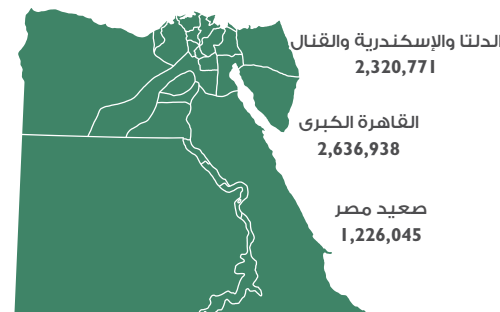 الدلتا والإسكندرية والقنال
2,320,771
القاهرة الكبرى
2,636,938
صعيد مصر
1,226,045